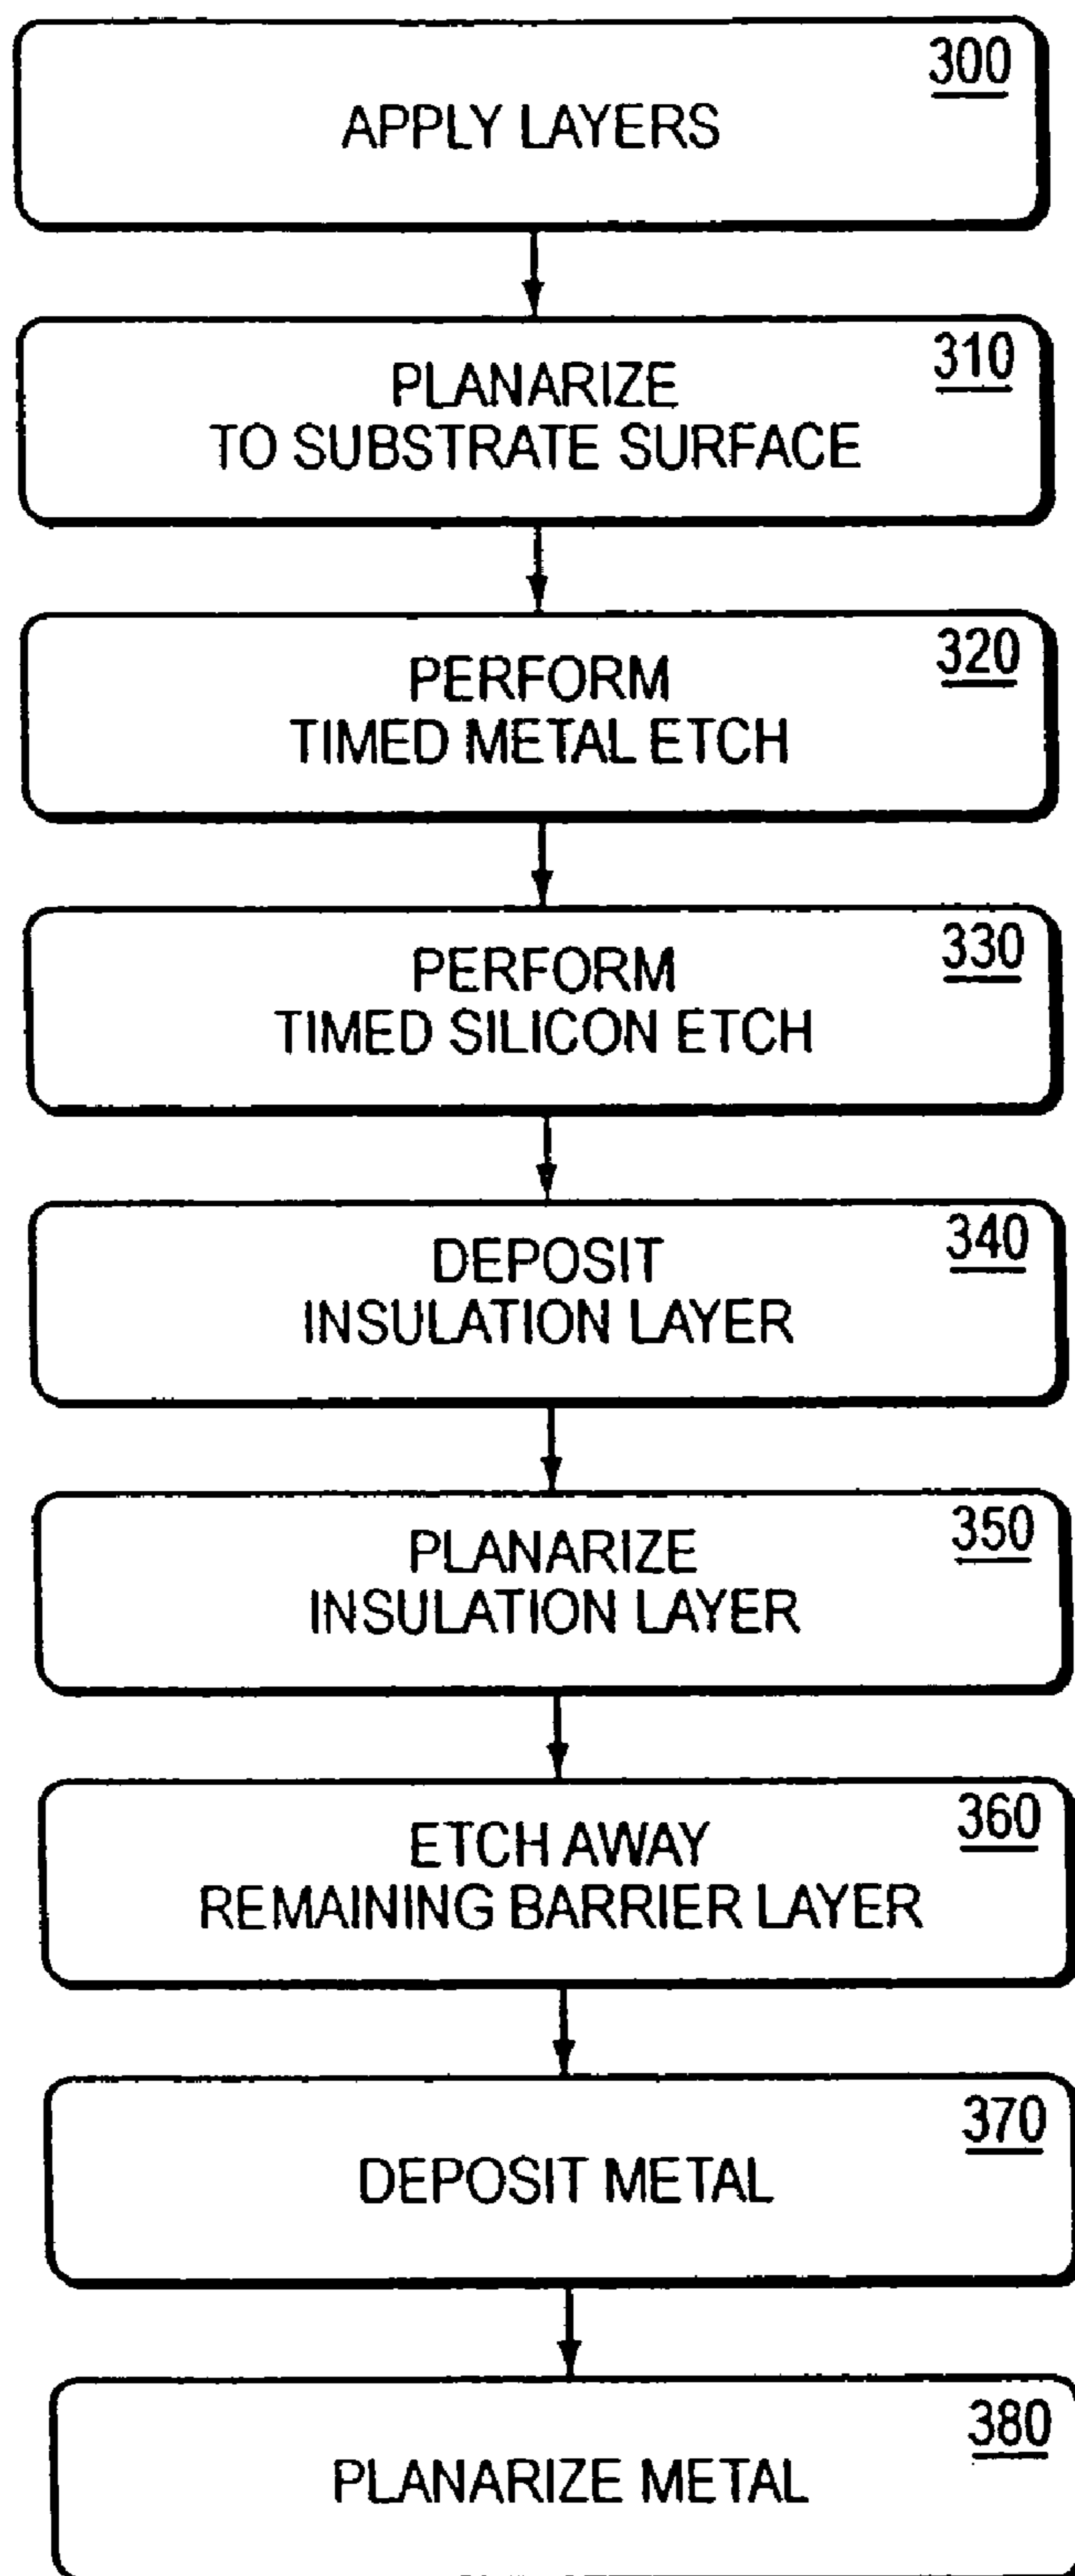 300
APPLY LAYERS
310
PLANARIZE
TO SUBSTRATE SURFACE
320
PERFORM
TIMED METAL ETCH
330
PERFORM
TIMED SILICON ETCH
340
DEPOSIT
INSULATION LAYER
350
PLANARIZE
INSULATION LAYER
360
ETCH AWAY
REMAINING BARRIER LAYER
370
DEPOSIT METAL
380
PLANARIZE METAL